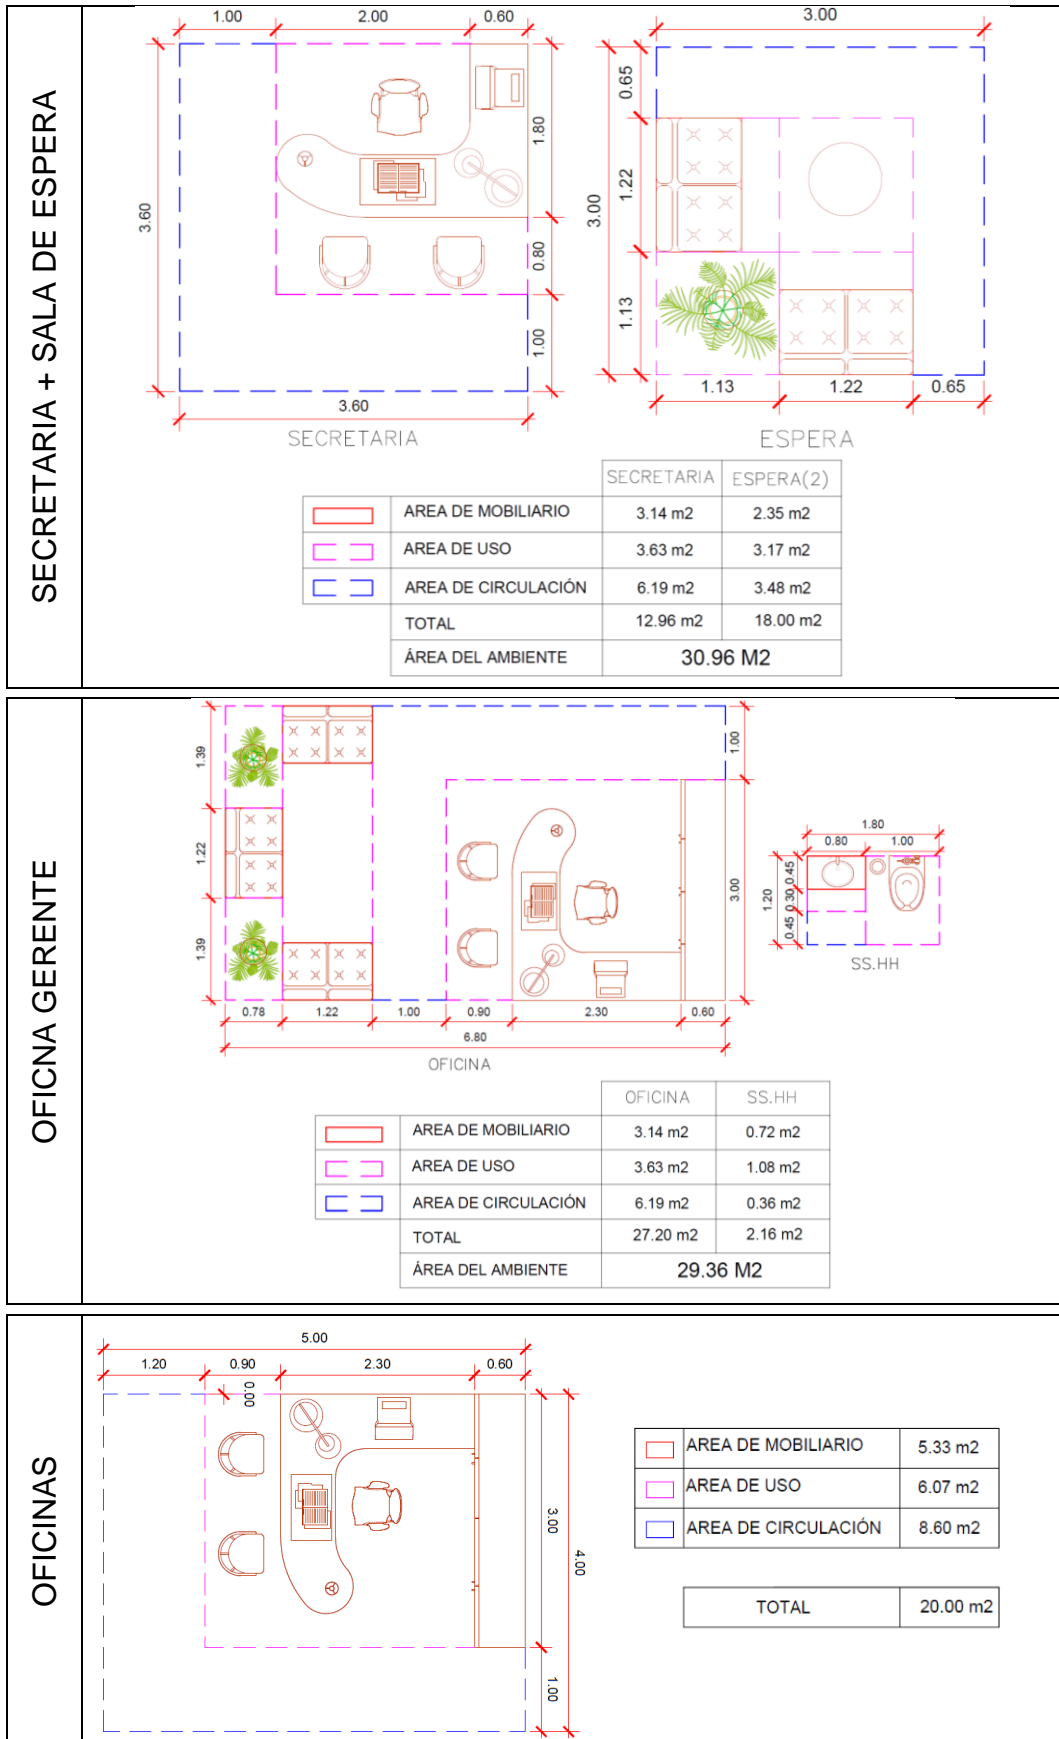 SECRETARIA + SALA DE ESPERA
1.00 2.00 0.60
3.60
1.80
0.80
1.00
3.60
SECRETARIA
3.00
0.65
1.22
3.00
1.13
1.13 1.22 0.65
ESPERA
SECRETARIA ESPERA(2)
AREA DE MOBILIARIO 3.14 m2 2.35 m2
AREA DE USO 3.63 m2 3.17 m2
AREA DE CIRCULACIÓN 6.19 m2 3.48 m2
TOTAL 12.96 m2 18.00 m2
ÁREA DEL AMBIENTE 30.96 M2
OFICNA GERENTE
1.39
1.22
1.39
1.00
3.00
0.78 1.22 1.00 0.90 2.30 0.60
6.80
OFICINA
1.80
0.80 1.00
1.20
0.45
0.30
0.45
SS.HH
OFICINA SS.HH
AREA DE MOBILIARIO 3.14 m2 0.72 m2
AREA DE USO 3.63 m2 1.08 m2
AREA DE CIRCULACIÓN 6.19 m2 0.36 m2
TOTAL 27.20 m2 2.16 m2
ÁREA DEL AMBIENTE 29.36 M2
OFICINAS
5.00
1.20 0.90 2.30 0.60
0.00
3.00
4.00
1.00
AREA DE MOBILIARIO 5.33 m2
AREA DE USO 6.07 m2
AREA DE CIRCULACIÓN 8.60 m2
TOTAL 20.00 m2